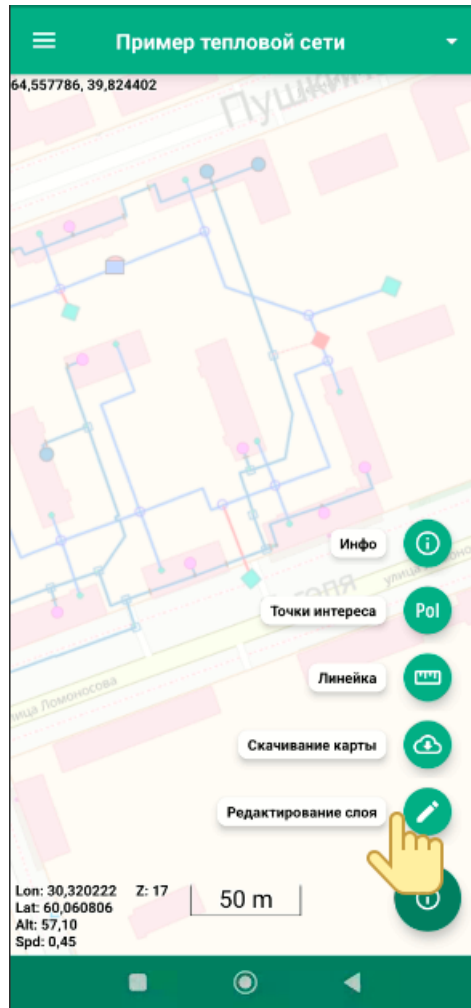 Пример тепловой сети
64,557786, 39,824402
Пушкин
Инфо
Точки интереса
PoI
Линейка
улица Ломоносова
Скачивание карты
Редактирование слоя
Lon: 30,320222 Z: 17
Lat: 60,060806
Alt: 57,10
Spd: 0,45
50 m